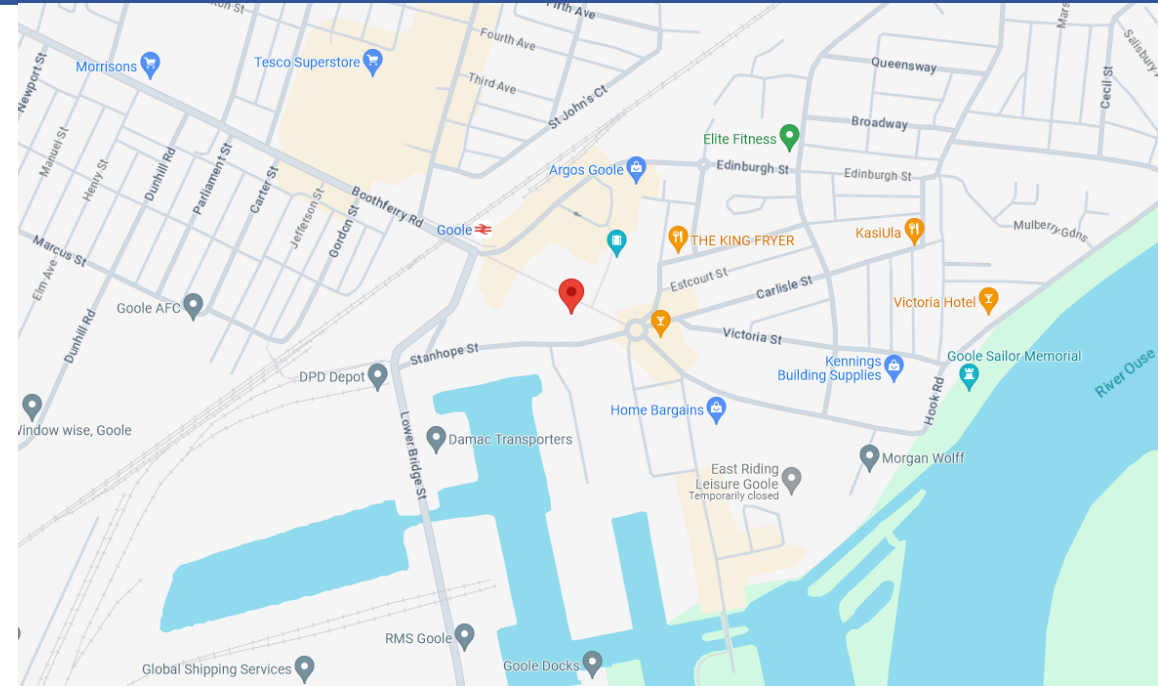 Fifth Ave
Fourth Ave
Morrisons
Tesco Superstore
Third Ave
St John's Ct
Queensway
Cecil St
Newport St
Broadway
Elite Fitness
Manuel St
Henry St
Dunhill Rd
Parliament St
Carter St
Argos Goole
Edinburgh St
Edinburgh St
Boothferry Rd
Jefferson St
Gordon St
Goole
THE KING FRYER
KasiUla
Mulberry Gdns
Marcus St
Elm Ave
Estcourt St
Carlisle St
Goole AFC
Victoria Hotel
Dunhill Rd
Victoria St
Stanhope St
Kennings
Building Supplies
Goole Sailor Memorial
River Ouse
DPD Depot
Hook Rd
Window wise, Goole
Home Bargains
Lower Bridge St
Damac Transporters
Morgan Wolff
East Riding
Leisure Goole
Temporarily closed
RMS Goole
Global Shipping Services
Goole Docks